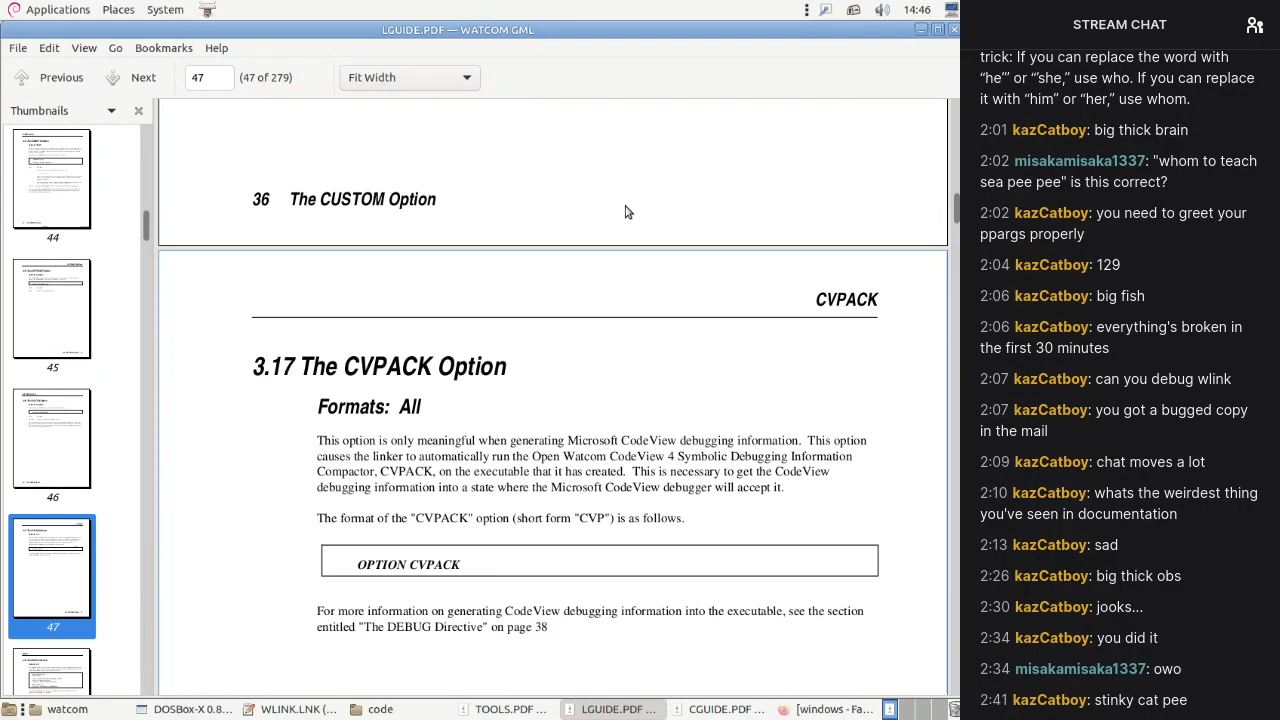 Applications Places System 14:46
LGUIDE.PDF — WATCOM GML
File Edit View Go Bookmarks Help
Previous Next 47 (47 of 279) Fit Width
Thumbnails
44
45
46
47
36 The CUSTOM Option
CVPACK
3.17 The CVPACK Option
Formats: All
This option is only meaningful when generating Microsoft CodeView debugging information. This option
causes the linker to automatically run the Open Watcom CodeView 4 Symbolic Debugging Information
Compactor, CVPACK, on the executable that it has created. This is necessary to get the CodeView
debugging information into a state where the Microsoft CodeView debugger will accept it.
The format of the "CVPACK" option (short form "CVP") is as follows.
OPTION CVPACK
For more information on generating CodeView debugging information into the executable, see the section
entitled "The DEBUG Directive" on page 38
watcom DOSBox-X 0.8... WLINK.LNK (... code TOOLS.PDF ... LGUIDE.PDF ... CGUIDE.PDF ... [windows - Fa...
STREAM CHAT
trick: If you can replace the word with
“he’” or “’she,” use who. If you can replace
it with “him” or “her,” use whom.
2:01 kazCatboy: big thick brain
2:02 misakamisaka1337: "whom to teach
sea pee pee" is this correct?
2:02 kazCatboy: you need to greet your
ppargs properly
2:04 kazCatboy: 129
2:06 kazCatboy: big fish
2:06 kazCatboy: everything's broken in
the first 30 minutes
2:07 kazCatboy: can you debug wlink
2:07 kazCatboy: you got a bugged copy
in the mail
2:09 kazCatboy: chat moves a lot
2:10 kazCatboy: whats the weirdest thing
you've seen in documentation
2:13 kazCatboy: sad
2:26 kazCatboy: big thick obs
2:30 kazCatboy: jooks...
2:34 kazCatboy: you did it
2:34 misakamisaka1337: owo
2:41 kazCatboy: stinky cat pee